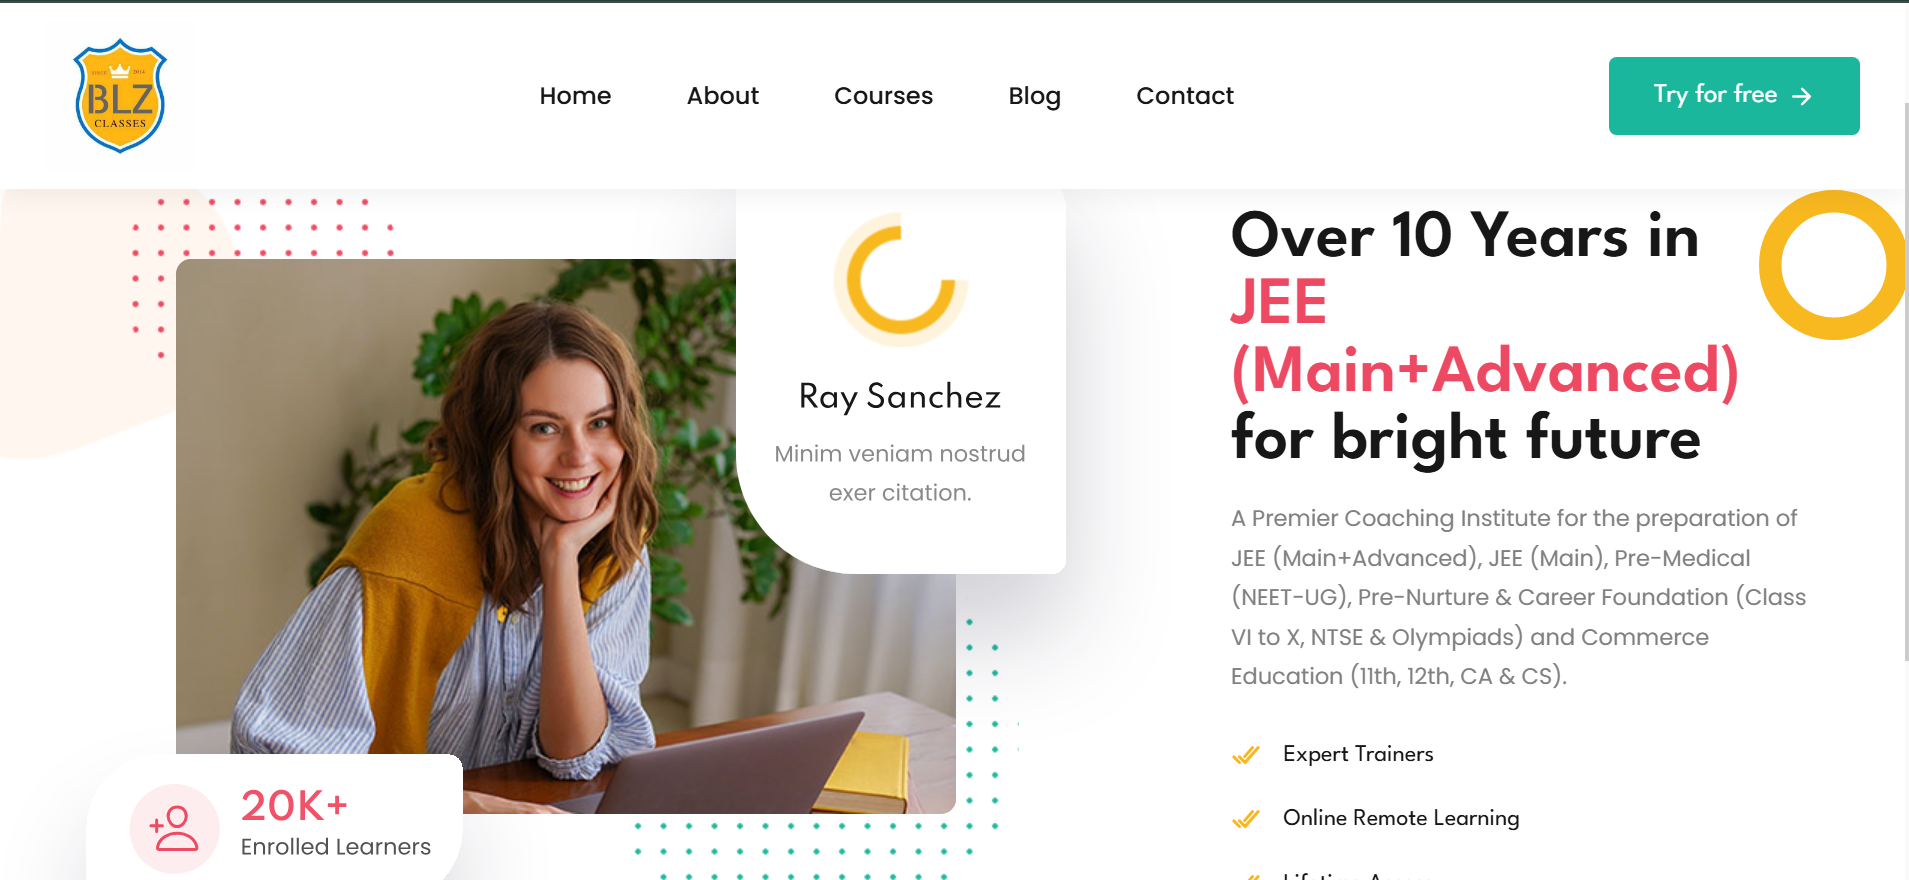 SINCE 2014
BLZ
CLASSES
Home
About
Courses
Blog
Contact
Try for free
Ray Sanchez
Minim veniam nostrud
exer citation.
20K+
Enrolled Learners
Over 10 Years in
JEE
(Main+Advanced)
for bright future
A Premier Coaching Institute for the preparation of
JEE (Main+Advanced), JEE (Main), Pre-Medical
(NEET-UG), Pre-Nurture & Career Foundation (Class
VI to X, NTSE & Olympiads) and Commerce
Education (11th, 12th, CA & CS).
Expert Trainers
Online Remote Learning